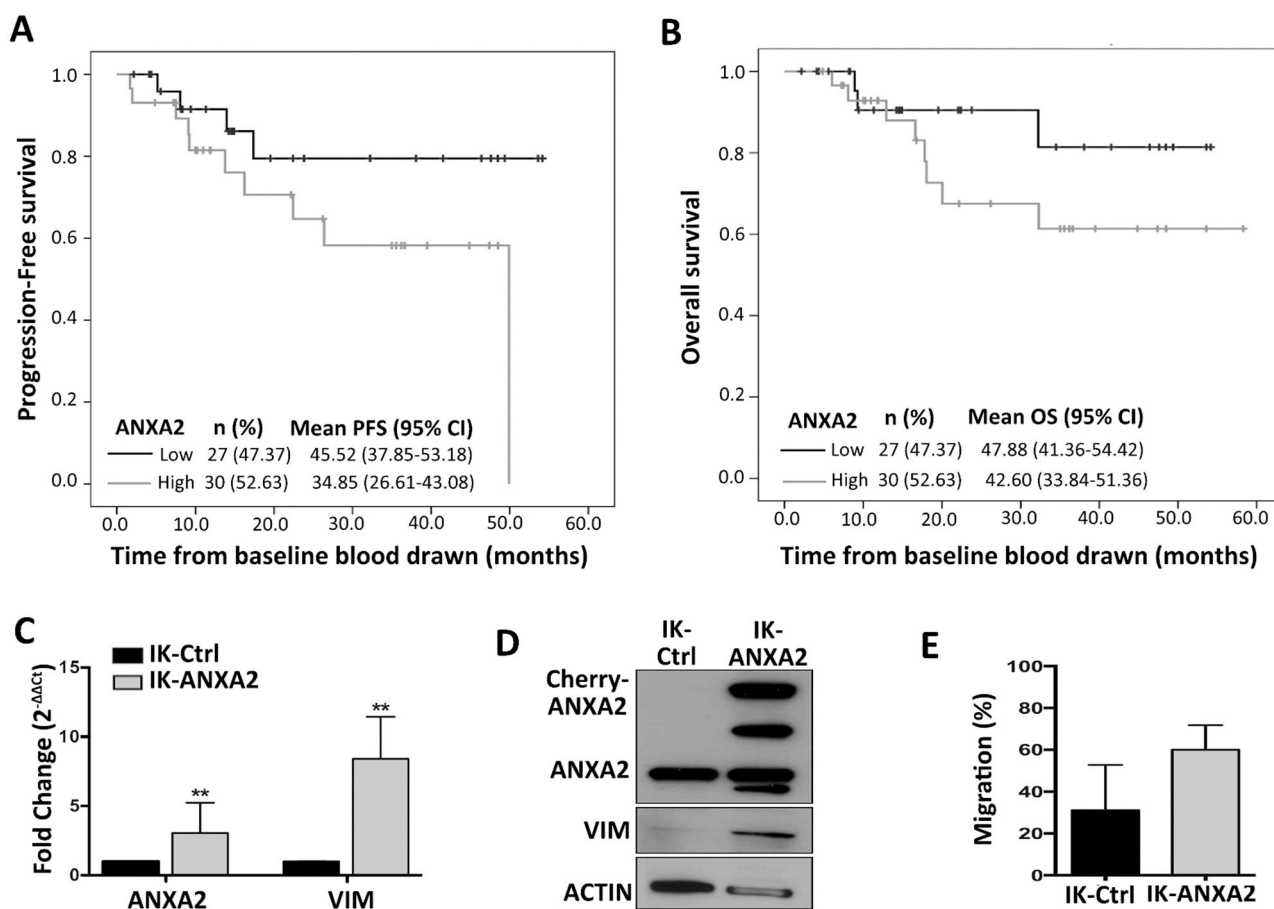 A
Progression-Free survival
1.0
0.8
0.6
0.4
0.2
0.0
ANXA2 n (%) Mean PFS (95% CI)
Low 27 (47.37) 45.52 (37.85-53.18)
High 30 (52.63) 34.85 (26.61-43.08)
0.0 10.0 20.0 30.0 40.0 50.0 60.0
Time from baseline blood drawn (months)
B
Overall survival
1.0
0.8
0.6
0.4
0.2
0.0
ANXA2 n (%) Mean OS (95% CI)
Low 27 (47.37) 47.88 (41.36-54.42)
High 30 (52.63) 42.60 (33.84-51.36)
0.0 10.0 20.0 30.0 40.0 50.0 60.0
Time from baseline blood drawn (months)
C
IK-Ctrl
IK-ANXA2
Fold Change (2^-ΔΔCt)
15
10
5
0
**
**
ANXA2 VIM
D
IK-
Ctrl
IK-
ANXA2
Cherry-
ANXA2
ANXA2
VIM
ACTIN
E
Migration (%)
100
80
60
40
20
0
IK-Ctrl IK-ANXA2